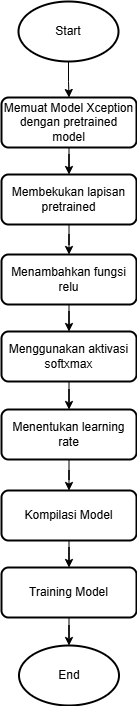 Start
Memuat Model Xception
dengan pretrained
model
Membekukan lapisan
pretrained
Menambahkan fungsi
relu
Menggunakan aktivasi
softxmax
Menentukan learning
rate
Kompilasi Model
Training Model
End